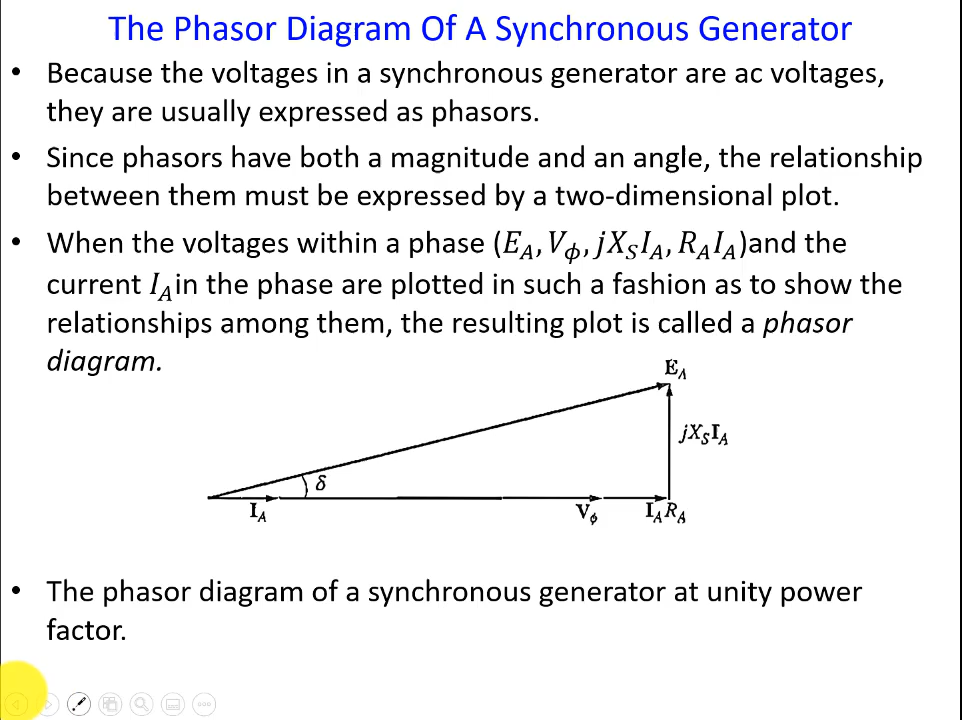 The Phasor Diagram Of A Synchronous Generator
• Because the voltages in a synchronous generator are ac voltages,
they are usually expressed as phasors.
• Since phasors have both a magnitude and an angle, the relationship
between them must be expressed by a two-dimensional plot.
• When the voltages within a phase (E_A, V_ϕ, jX_S I_A, R_A I_A)and the
current I_A in the phase are plotted in such a fashion as to show the
relationships among them, the resulting plot is called a phasor
diagram.
E_A
jX_S I_A
δ
I_A
V_ϕ
I_A R_A
• The phasor diagram of a synchronous generator at unity power
factor.